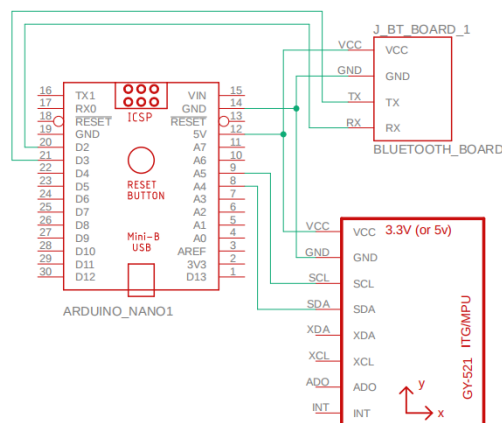 J_BT_BOARD_1
VCC VCC
GND GND
TX TX
RX RX
BLUETOOTH_BOARD
16 TX1 VIN 15
17 RX0 GND 14
18 RESET RESET 13
19 GND 5V 12
20 D2 A7 11
21 D3 A6 10
22 D4 A5 9
23 D5 A4 8
24 D6 A3 7
25 D7 A2 6
26 D8 A1 5
27 D9 A0 4
28 D10 AREF 3
29 D11 3V3 2
30 D12 D13 1
ICSP
RESET
BUTTON
Mini-B
USB
ARDUINO_NANO1
3.3V (or 5v)
VCC VCC
GND GND
SCL SCL
SDA SDA
XDA XDA
XCL XCL
ADO ADO
INT INT
GY-521 ITG/MPU
y
x